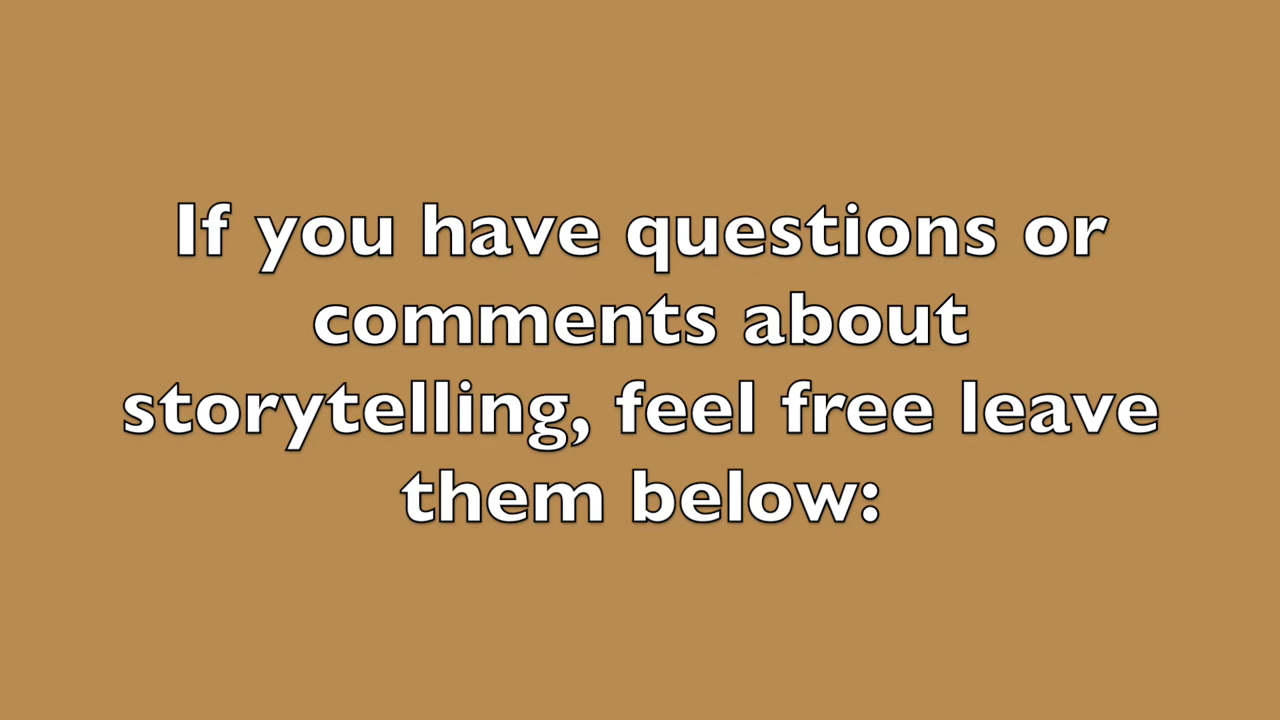 If you have questions or
comments about
storytelling, feel free leave
them below: